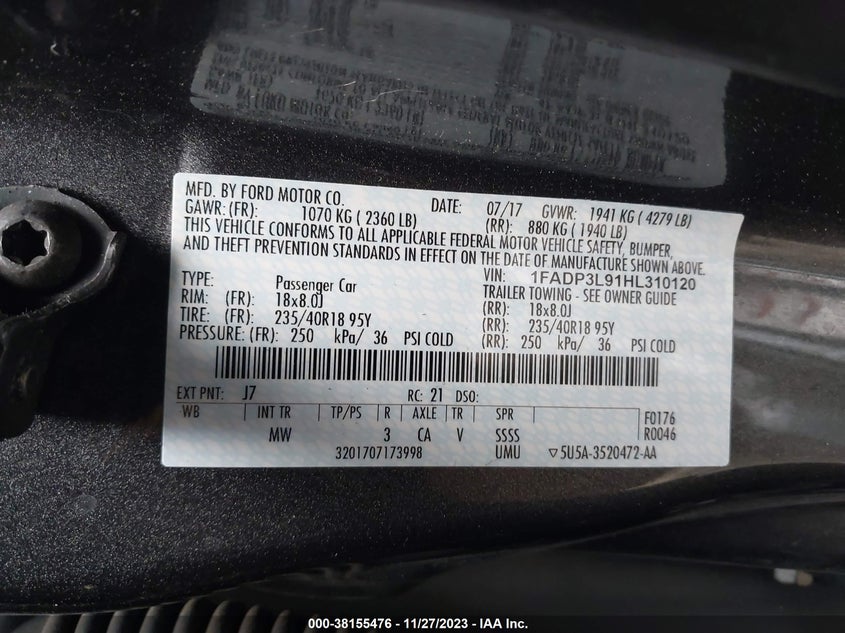 MFD. BY FORD MOTOR CO. DATE: 07/17 GVWR: 1941 KG ( 4279 LB)
GAWR: (FR): 1070 KG ( 2360 LB) (RR): 880 KG ( 1940 LB)
THIS VEHICLE CONFORMS TO ALL APPLICABLE FEDERAL MOTOR VEHICLE SAFETY, BUMPER,
AND THEFT PREVENTION STANDARDS IN EFFECT ON THE DATE OF MANUFACTURE SHOWN ABOVE.
VIN: 1FADP3L91HL310120
TYPE: Passenger Car TRAILER TOWING - SEE OWNER GUIDE
RIM: (FR): 18x8.0J (RR): 18x8.0J
TIRE: (FR): 235/40R18 95Y (RR): 235/40R18 95Y
PRESSURE: (FR): 250 kPa/ 36 PSI COLD (RR): 250 kPa/ 36 PSI COLD
EXT PNT: J7 RC: 21 DSO:
WB INT TR TP/PS R AXLE TR SPR F0176
MW 3 CA V SSSS R0046
3201707173998 UMU ▽5U5A-3520472-AA
000-38155476 - 11/27/2023 - IAA Inc.